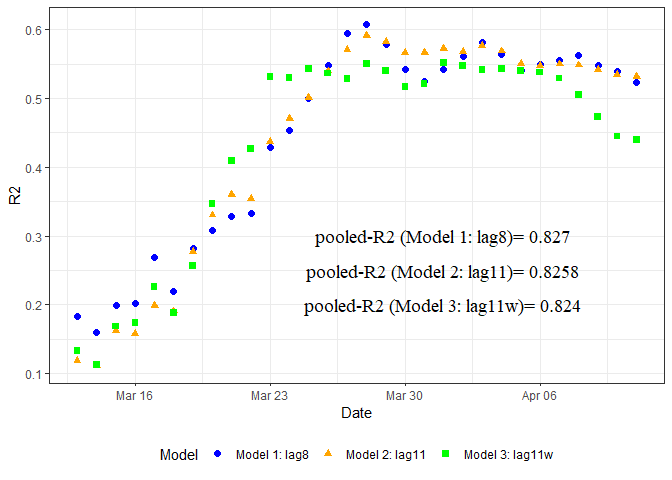 0.6
0.5
0.4
0.3
0.2
0.1
R2
pooled-R2 (Model 1: lag8)= 0.827
pooled-R2 (Model 2: lag11)= 0.8258
pooled-R2 (Model 3: lag11w)= 0.824
Mar 16 Mar 23 Mar 30 Apr 06
Date
Model Model 1: lag8 Model 2: lag11 Model 3: lag11w